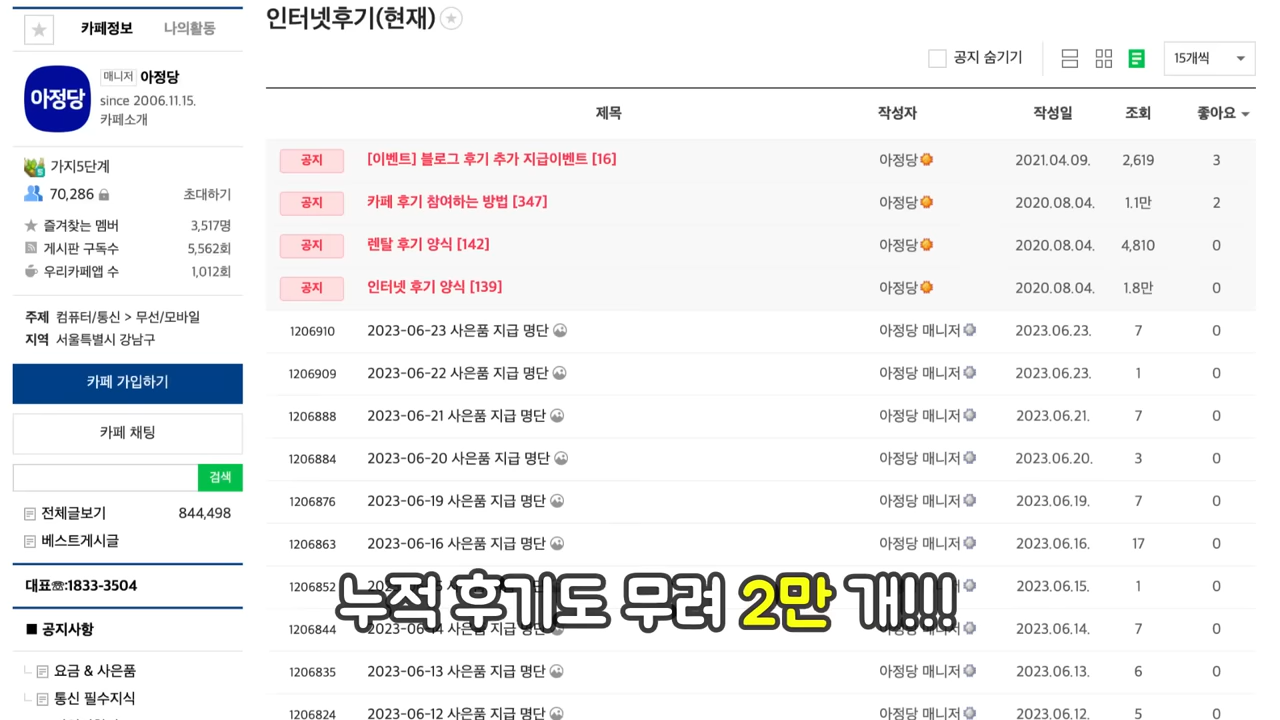 카페정보 나의활동
아정당
매니저 아정당
since 2006.11.15.
카페소개
가지5단계
70,286 초대하기
즐겨찾는 멤버 3,517명
게시판 구독수 5,562회
우리카페앱 수 1,012회
주제 컴퓨터/통신 > 무선/모바일
지역 서울특별시 강남구
카페 가입하기
카페 채팅
검색
전체글보기 844,498
베스트게시글
대표☏:1833-3504
■ 공지사항
요금 & 사은품
통신 필수지식
인터넷후기(현재)
공지 숨기기 15개씩
제목 작성자 작성일 조회 좋아요
공지 [이벤트] 블로그 후기 추가 지급이벤트 [16] 아정당 2021.04.09. 2,619 3
공지 카페 후기 참여하는 방법 [347] 아정당 2020.08.04. 1.1만 2
공지 렌탈 후기 양식 [142] 아정당 2020.08.04. 4,810 0
공지 인터넷 후기 양식 [139] 아정당 2020.08.04. 1.8만 0
1206910 2023-06-23 사은품 지급 명단 아정당 매니저 2023.06.23. 7 0
1206909 2023-06-22 사은품 지급 명단 아정당 매니저 2023.06.23. 1 0
1206888 2023-06-21 사은품 지급 명단 아정당 매니저 2023.06.21. 7 0
1206884 2023-06-20 사은품 지급 명단 아정당 매니저 2023.06.20. 3 0
1206876 2023-06-19 사은품 지급 명단 아정당 매니저 2023.06.19. 7 0
1206863 2023-06-16 사은품 지급 명단 아정당 매니저 2023.06.16. 17 0
1206852 2023.06.15. 1 0
누적 후기도 무려 2만 개!!!
1206844 2023.06.14. 7 0
1206835 2023-06-13 사은품 지급 명단 아정당 매니저 2023.06.13. 6 0
1206824 2023-06-12 사은품 지급 명단 아정당 매니저 2023.06.12. 5 0